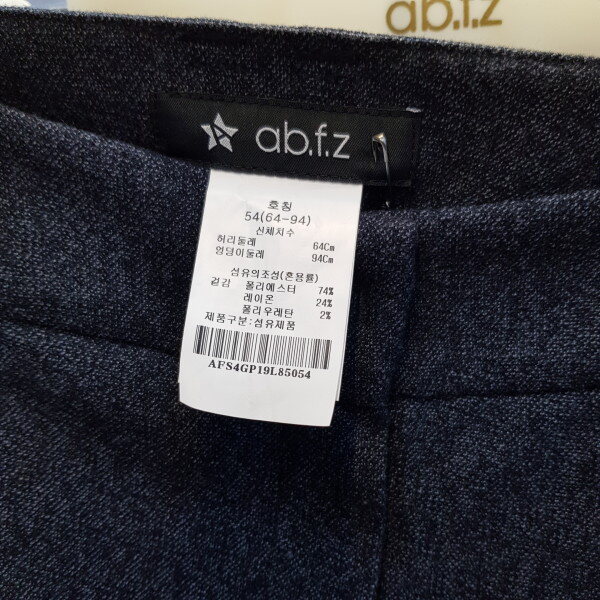 ab.f.z
ab.f.z
호칭
54(64-94)
신체치수
허리둘레 64Cm
엉덩이둘레 94Cm
섬유의조성(혼용률)
겉감 폴리에스터 74%
레이온 24%
폴리우레탄 2%
제품구분:섬유제품
AFS4GP19L85054